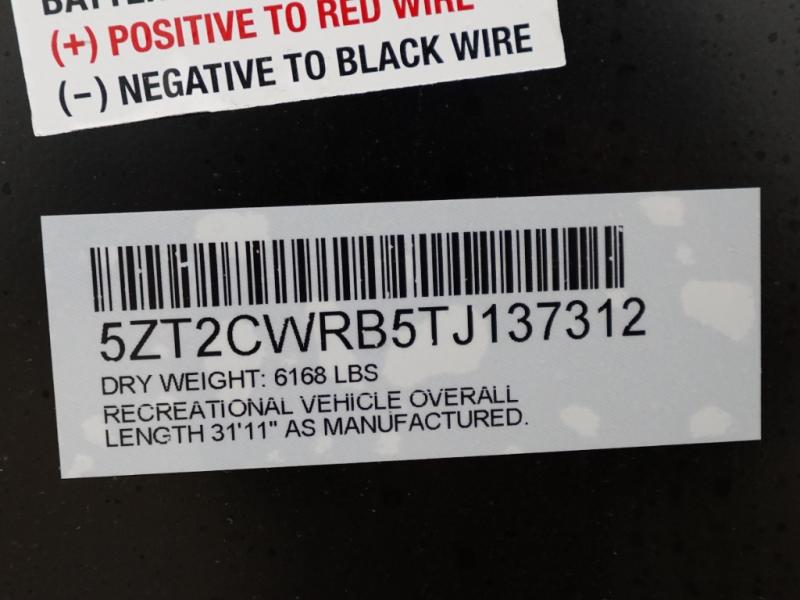 (+) POSITIVE TO RED WIRE
(−) NEGATIVE TO BLACK WIRE
5ZT2CWRB5TJ137312
DRY WEIGHT: 6168 LBS
RECREATIONAL VEHICLE OVERALL
LENGTH 31'11" AS MANUFACTURED.